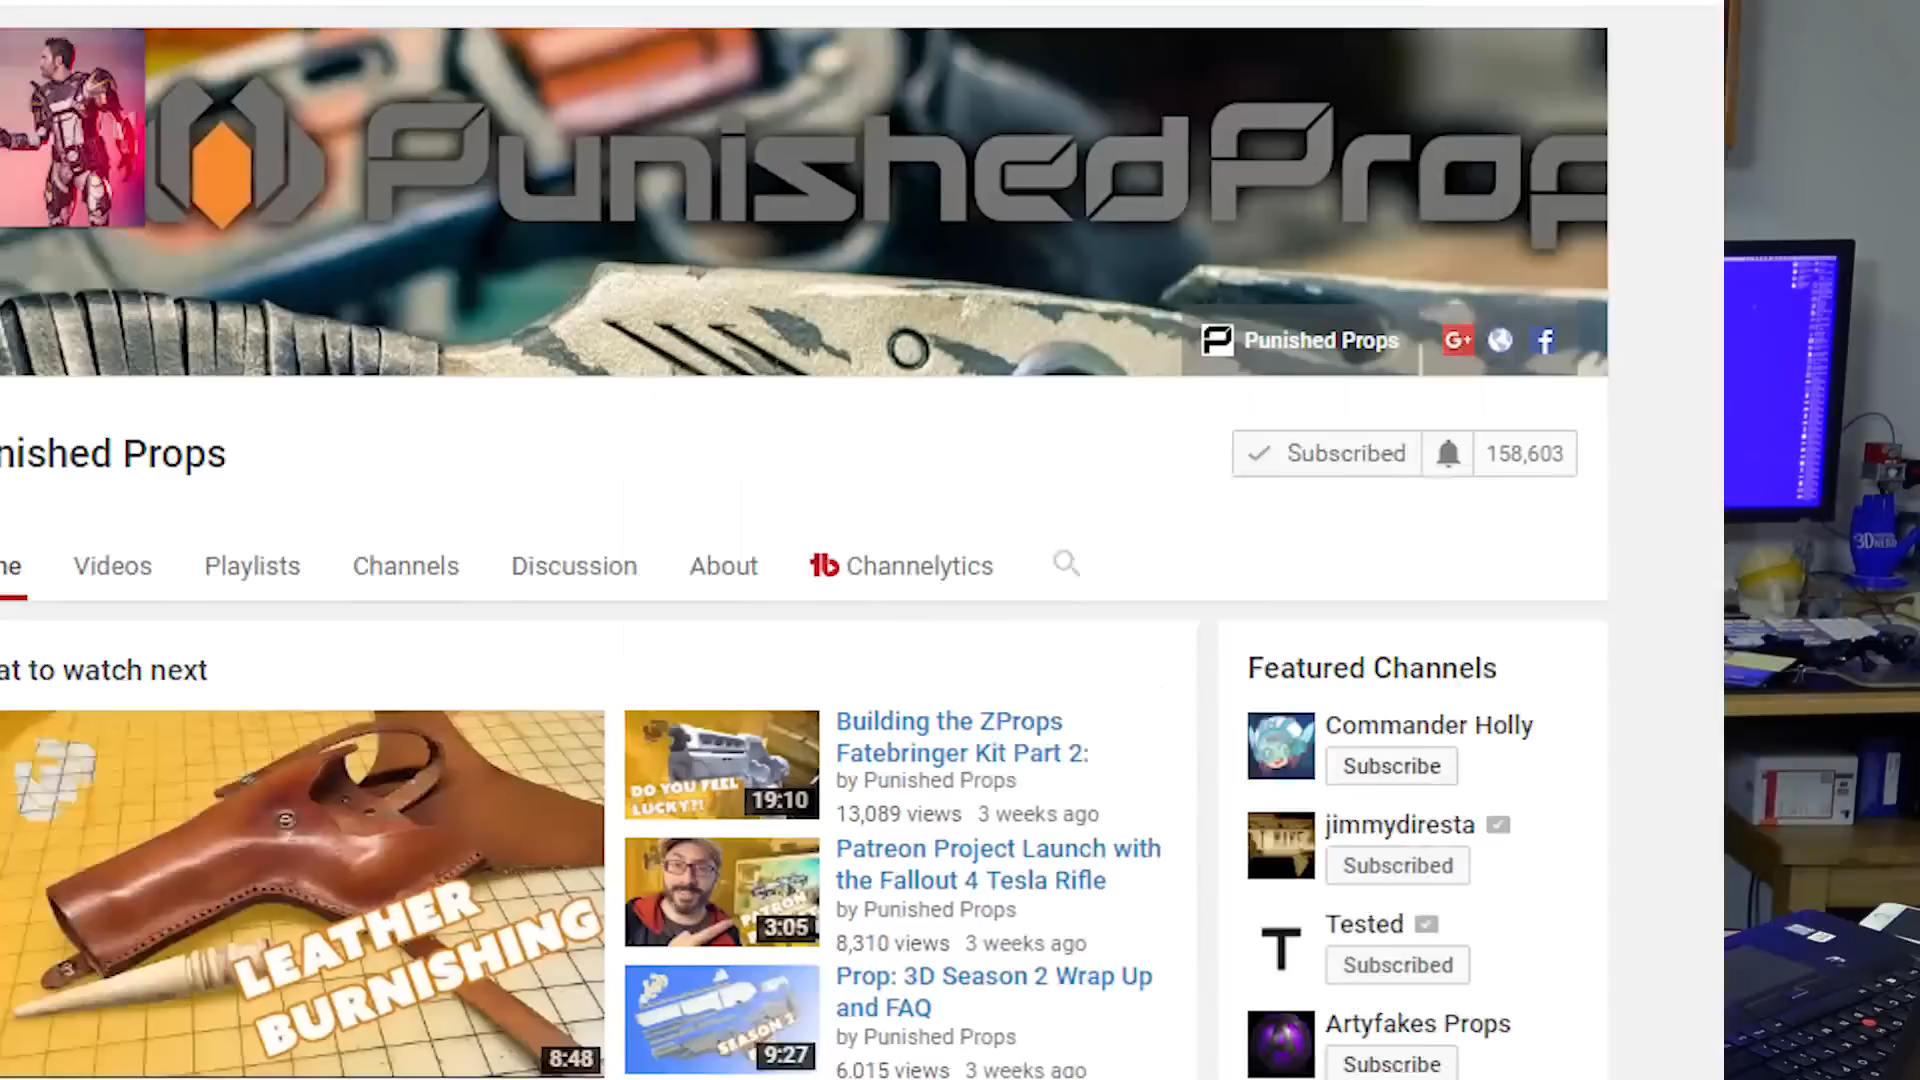 PunishedProp
Punished Props
G+
f
nished Props
Subscribed
158,603
ne
Videos
Playlists
Channels
Discussion
About
tb Channelytics
at to watch next
LEATHER
BURNISHING
8:48
DO YOU FEEL
LUCKY?!
19:10
Building the ZProps
Fatebringer Kit Part 2:
by Punished Props
13,089 views 3 weeks ago
PATRON
3:05
Patreon Project Launch with
the Fallout 4 Tesla Rifle
by Punished Props
8,310 views 3 weeks ago
SEASON 2
9:27
Prop: 3D Season 2 Wrap Up
and FAQ
by Punished Props
6,015 views 3 weeks ago
Featured Channels
Commander Holly
Subscribe
jimmydiresta
Subscribed
T
Tested
Subscribed
Artyfakes Props
Subscribe
3D NERD